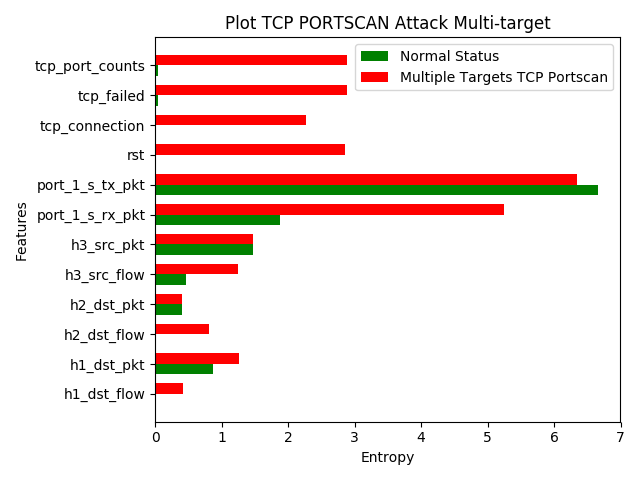 Plot TCP PORTSCAN Attack Multi-target
Normal Status
Multiple Targets TCP Portscan
tcp_port_counts
tcp_failed
tcp_connection
rst
port_1_s_tx_pkt
port_1_s_rx_pkt
h3_src_pkt
h3_src_flow
h2_dst_pkt
h2_dst_flow
h1_dst_pkt
h1_dst_flow
Features
0 1 2 3 4 5 6 7
Entropy